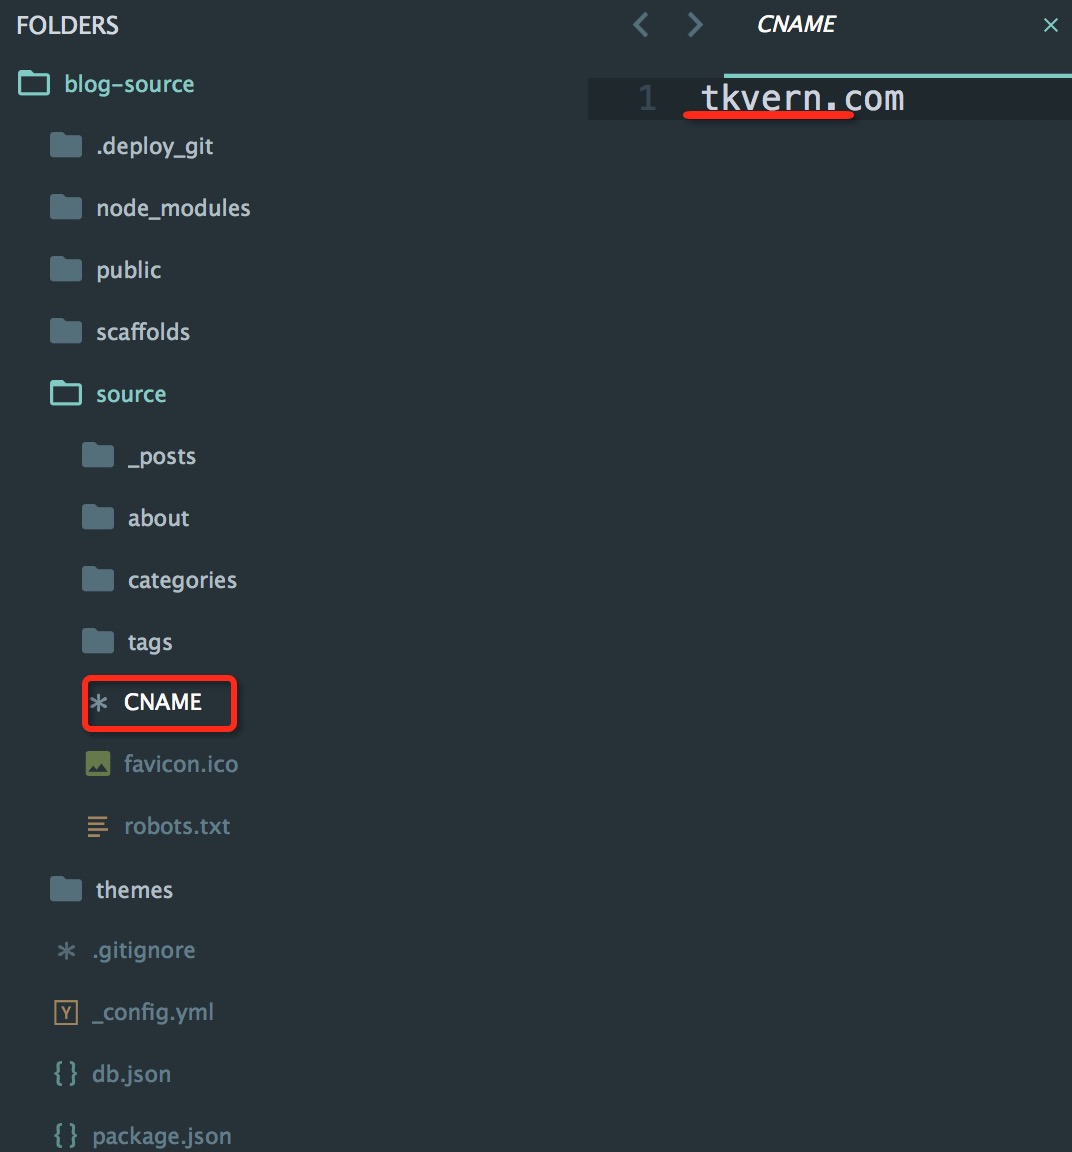 FOLDERS
blog-source
.deploy_git
node_modules
public
scaffolds
source
_posts
about
categories
tags
CNAME
favicon.ico
robots.txt
themes
.gitignore
_config.yml
db.json
package.json
CNAME
1 tkvern.com